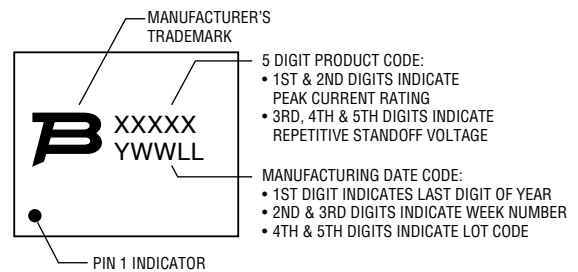 MANUFACTURER'S
TRADEMARK
5 DIGIT PRODUCT CODE:
• 1ST & 2ND DIGITS INDICATE
PEAK CURRENT RATING
• 3RD, 4TH & 5TH DIGITS INDICATE
REPETITIVE STANDOFF VOLTAGE
XXXXX
YWWLL
MANUFACTURING DATE CODE:
• 1ST DIGIT INDICATES LAST DIGIT OF YEAR
• 2ND & 3RD DIGITS INDICATE WEEK NUMBER
• 4TH & 5TH DIGITS INDICATE LOT CODE
PIN 1 INDICATOR